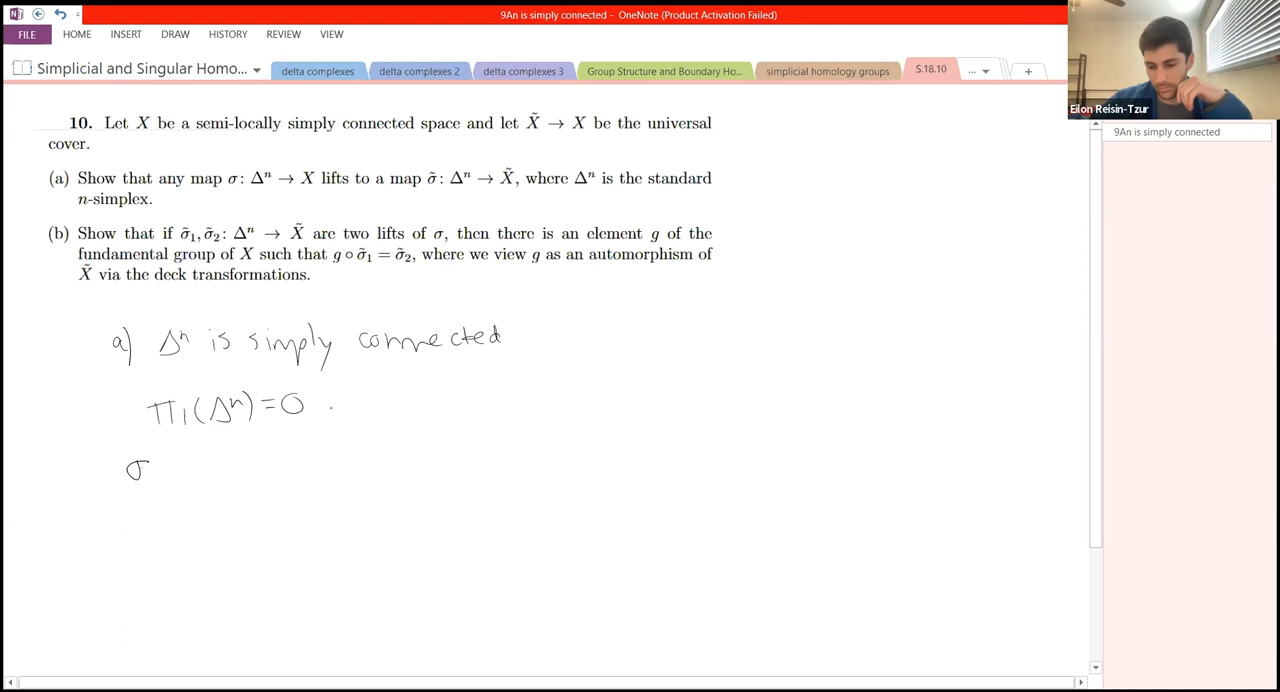 9An is simply connected - OneNote (Product Activation Failed)
FILE HOME INSERT DRAW HISTORY REVIEW VIEW
Simplicial and Singular Homo...
delta complexes
delta complexes 2
delta complexes 3
Group Structure and Boundary Ho...
simplicial homology groups
S.18.10
...
Eilon Reisin-Tzur
9An is simply connected
10. Let X be a semi-locally simply connected space and let X̃ → X be the universal
cover.
(a) Show that any map σ: Δⁿ → X lifts to a map σ̃: Δⁿ → X̃, where Δⁿ is the standard
n-simplex.
(b) Show that if σ̃₁, σ̃₂: Δⁿ → X̃ are two lifts of σ, then there is an element g of the
fundamental group of X such that g ∘ σ̃₁ = σ̃₂, where we view g as an automorphism of
X̃ via the deck transformations.
a) Δⁿ is simply connected
π₁(Δⁿ) = 0 .
σ